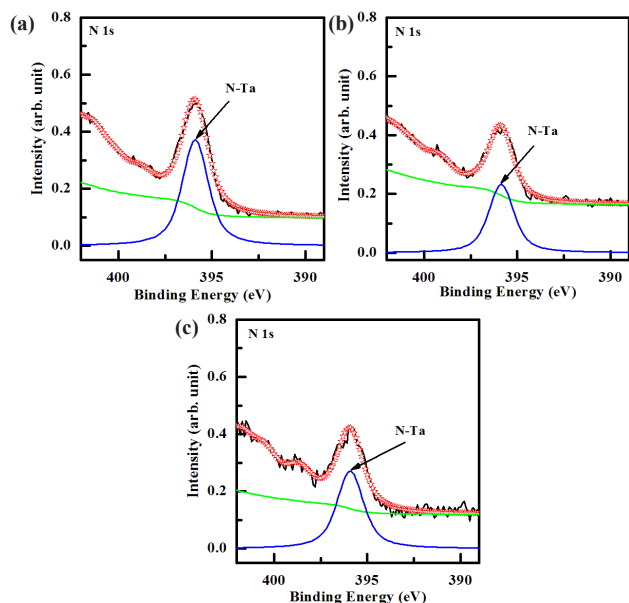 (a)
N 1s
N-Ta
Intensity (arb. unit)
0.8
0.6
0.4
0.2
0.0
400
395
390
Binding Energy (eV)
(b)
N 1s
N-Ta
Intensity (arb. unit)
0.8
0.6
0.4
0.2
0.0
400
395
390
Binding Energy (eV)
(c)
N 1s
N-Ta
Intensity (arb. unit)
0.8
0.6
0.4
0.2
0.0
400
395
390
Binding Energy (eV)